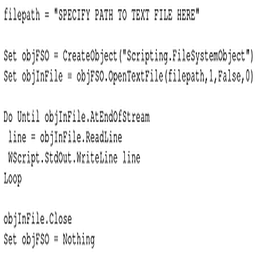 filepath = "SPECIFY PATH TO TEXT FILE HERE"
Set objFSO = CreateObject("Scripting.FileSystemObject")
Set objInFile = objFSO.OpenTextFile(filepath,1,False,0)
Do Until objInFile.AtEndOfStream
line = objInFile.ReadLine
WScript.StdOut.WriteLine line
Loop
objInFile.Close
Set objFSO = Nothing